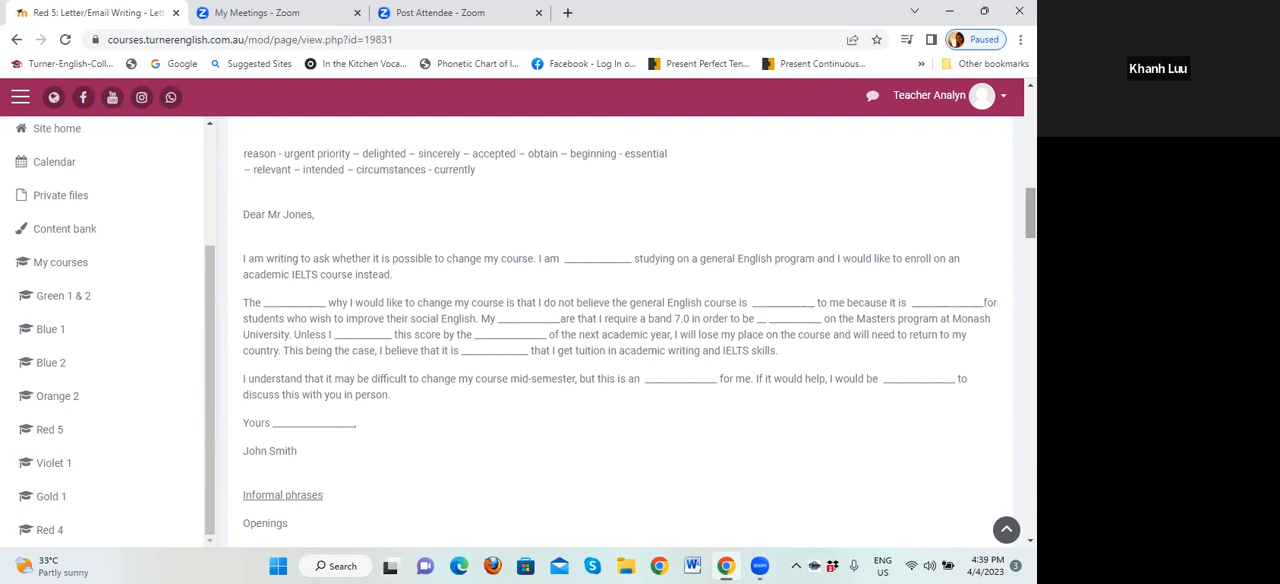 Red 5: Letter/Email Writing - Lett
My Meetings - Zoom
Post Attendee - Zoom
courses.turnerenglish.com.au/mod/page/view.php?id=19831
Paused
Turner-English-Coll...
Google
Suggested Sites
In the Kitchen Voca...
Phonetic Chart of I...
Facebook - Log In o...
Present Perfect Ten...
Present Continuous...
»
Other bookmarks
Khanh Luu
Teacher Analyn
Site home
Calendar
Private files
Content bank
My courses
Green 1 & 2
Blue 1
Blue 2
Orange 2
Red 5
Violet 1
Gold 1
Red 4
reason - urgent priority – delighted – sincerely – accepted – obtain – beginning - essential
– relevant – intended – circumstances - currently
Dear Mr Jones,
I am writing to ask whether it is possible to change my course. I am ____________ studying on a general English program and I would like to enroll on an
academic IELTS course instead.
The ___________ why I would like to change my course is that I do not believe the general English course is ___________ to me because it is _____________for
students who wish to improve their social English. My ___________are that I require a band 7.0 in order to be __ _________ on the Masters program at Monash
University. Unless I __________ this score by the _____________ of the next academic year, I will lose my place on the course and will need to return to my
country. This being the case, I believe that it is ____________ that I get tuition in academic writing and IELTS skills.
I understand that it may be difficult to change my course mid-semester, but this is an _____________ for me. If it would help, I would be _____________ to
discuss this with you in person.
Yours _______________,
John Smith
Informal phrases
Openings
33°C
Partly sunny
Search
ENG
US
4:39 PM
4/4/2023
3